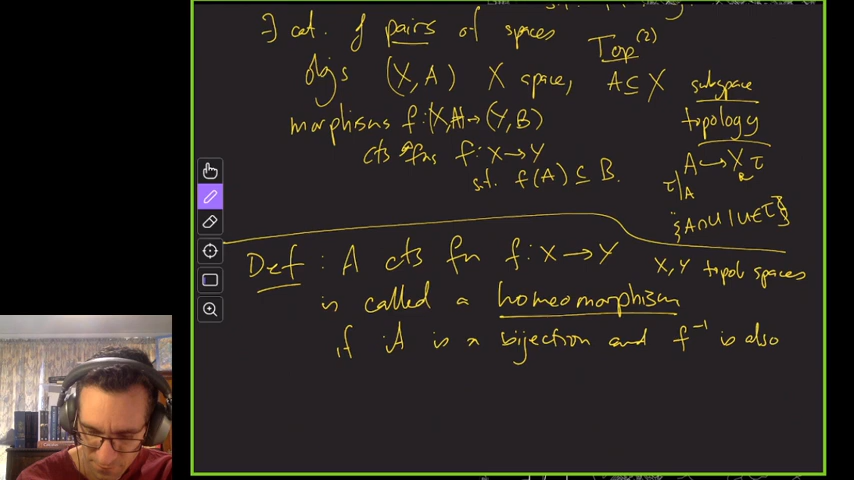 ∃ cat. of pairs of spaces
Top⁽²⁾
objs (X,A) X space, A ⊆ X subspace
topology
morphisms f:(X,A)→(Y,B)
cts fns f: X → Y
s.t. f(A) ⊆ B.
A ↪ X τ
τ|_A
{A∩U | U∈τ}
Def : A cts fn f: X → Y X,Y topol spaces
is called a homeomorphism
if it is a bijection and f⁻¹ is also